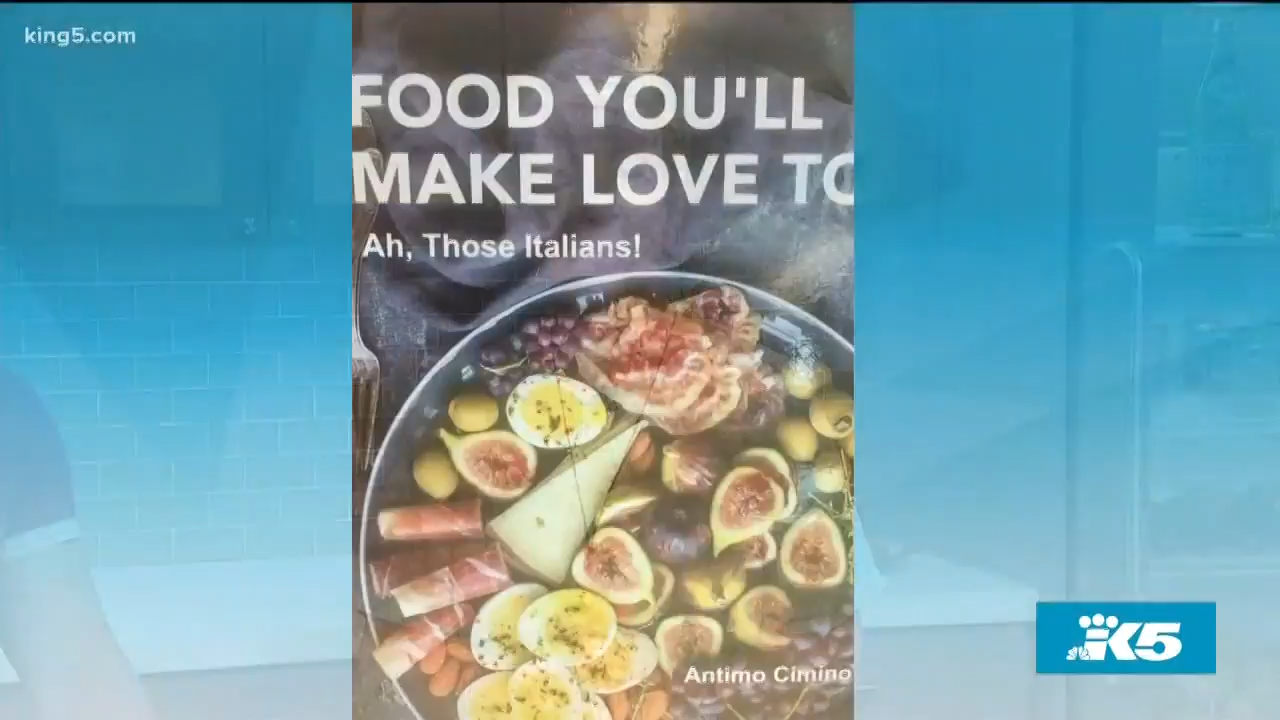 king5.com
FOOD YOU'LL
MAKE LOVE TO
Ah, Those Italians!
Antimo Cimino
K5